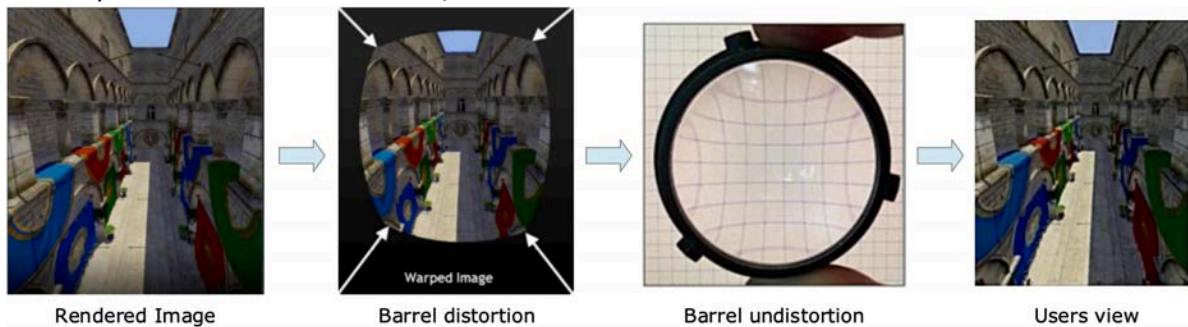 Warped Image
Rendered Image
Barrel distortion
Barrel undistortion
Users view